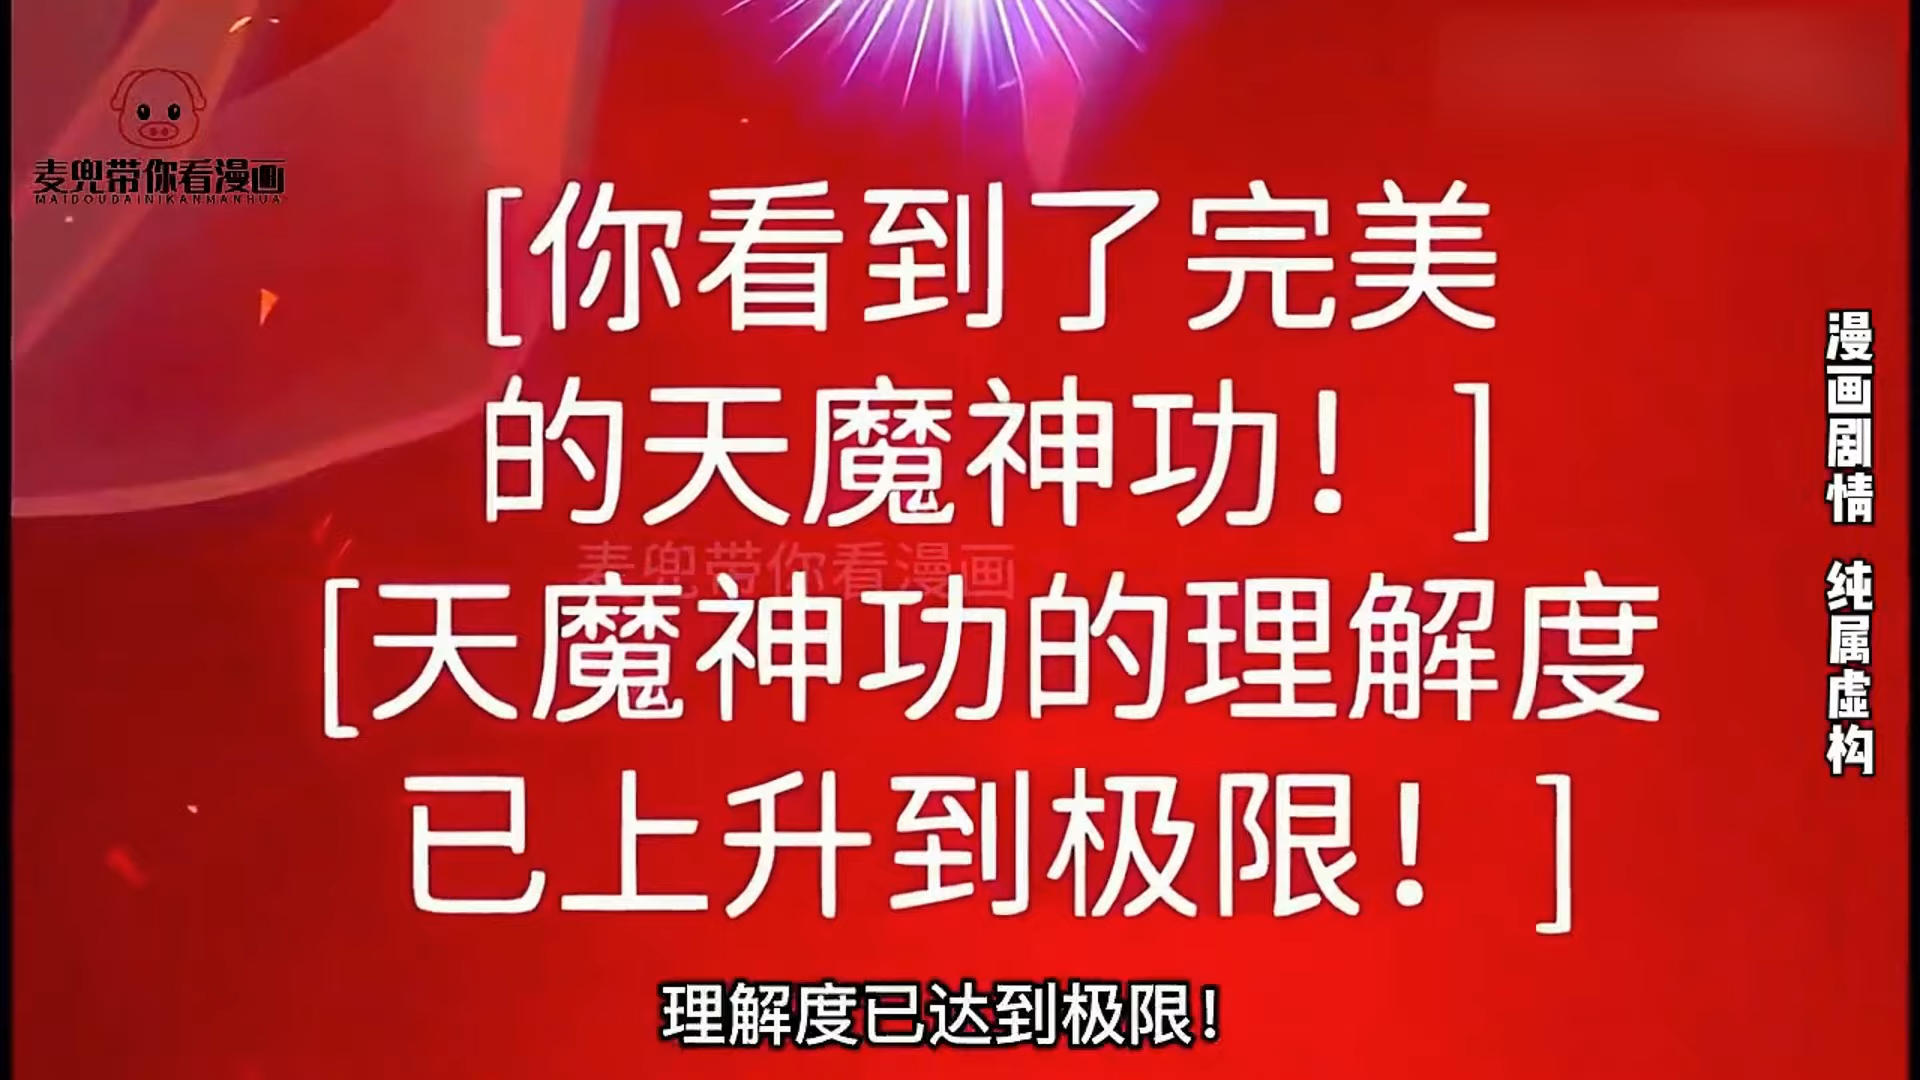 麦兜带你看漫画
MAIDOUDAINIKANMANHUA
[你看到了完美
的天魔神功！]
麦兜带你看漫画
[天魔神功的理解度
已上升到极限！]
漫画剧情 纯属虚构
理解度已达到极限！